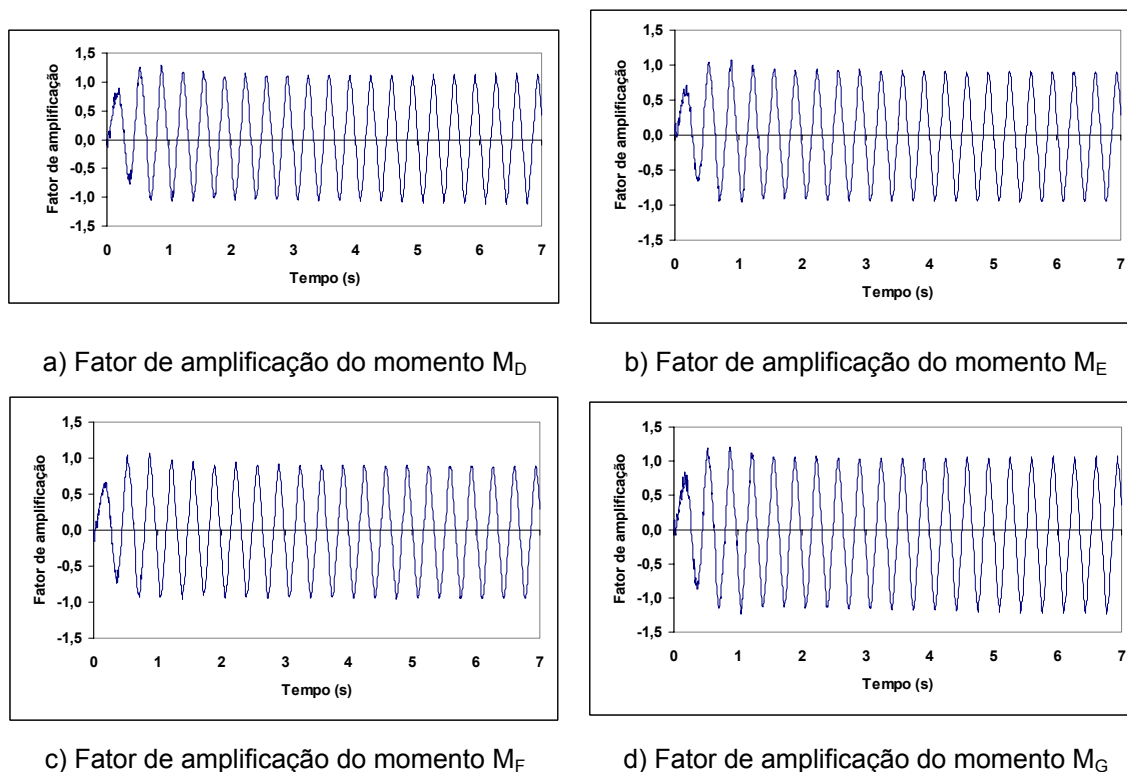 Fator de amplificação
1,5
1,0
0,5
0,0
-0,5
-1,0
-1,5
0 1 2 3 4 5 6 7
Tempo (s)
a) Fator de amplificação do momento M_D
Fator de amplificação
1,5
1,0
0,5
0,0
-0,5
-1,0
-1,5
0 1 2 3 4 5 6 7
Tempo (s)
b) Fator de amplificação do momento M_E
Fator de amplificação
1,5
1,0
0,5
0,0
-0,5
-1,0
-1,5
0 1 2 3 4 5 6 7
Tempo (s)
c) Fator de amplificação do momento M_F
Fator de amplificação
1,5
1,0
0,5
0,0
-0,5
-1,0
-1,5
0 1 2 3 4 5 6 7
Tempo (s)
d) Fator de amplificação do momento M_G